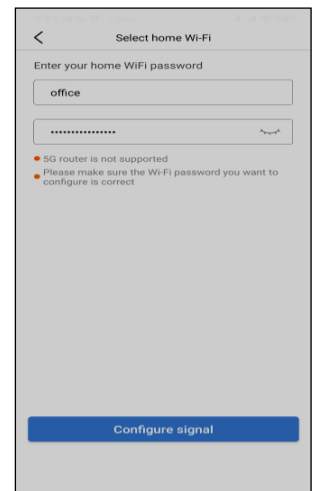 Select home Wi-Fi
Enter your home WiFi password
office
•••••••••••••••
5G router is not supported
Please make sure the Wi-Fi password you want to
configure is correct
Configure signal